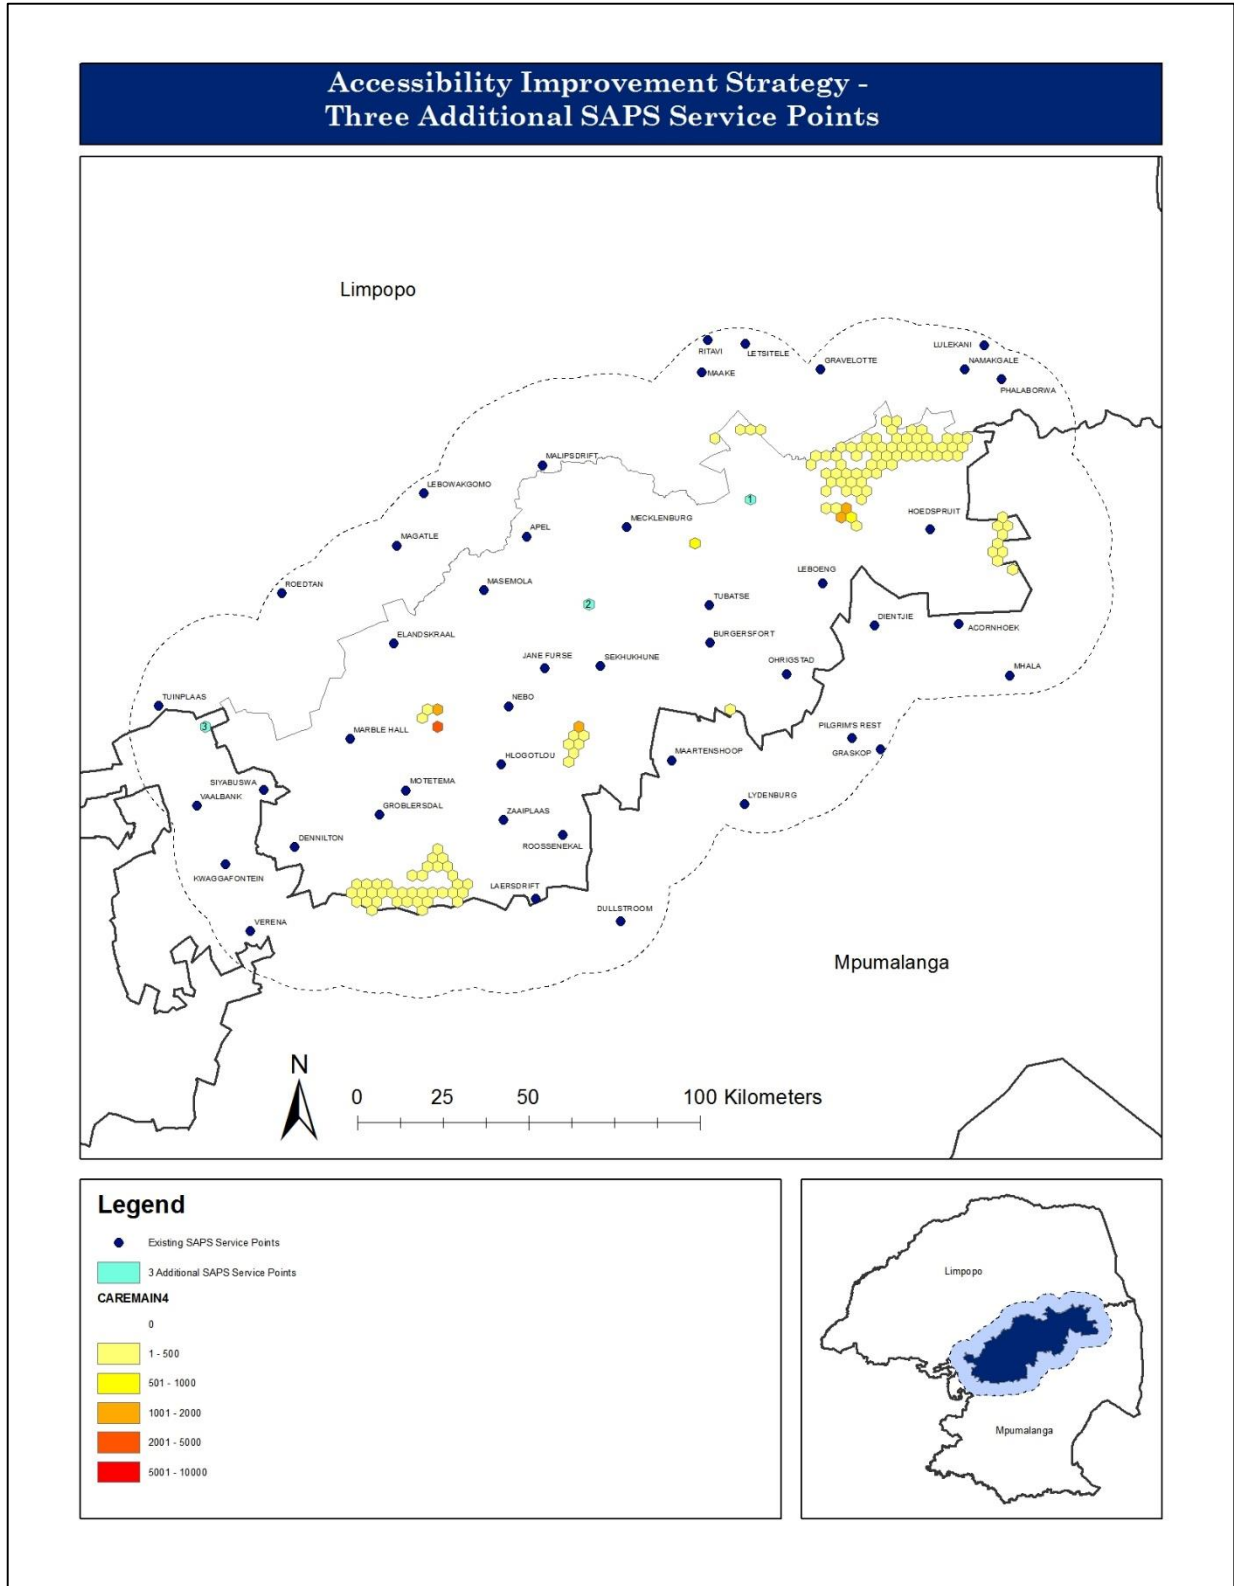 Accessibility Improvement Strategy -
Three Additional SAPS Service Points
Limpopo
RITAVI
LETSITELE
MAAKE
GRAVELOTTE
LULEKANI
NAMAKGALE
PHALABORWA
MALIPSDRIFT
LEBOWAKGOMO
1
MECKLENBURG
HOEDSPRUIT
APEL
MAGATLE
LEBOENG
ROEDTAN
MASEMOLA
2
TUBATSE
DIENTJIE
ACORNHOEK
ELANDSKRAAL
BURGERSFORT
JANE FURSE
SEKHUKHUNE
OHRIGSTAD
MHALA
TUINPLAAS
NEBO
3
MARBLE HALL
PILGRIM'S REST
GRASKOP
HLOGOTLOU
MAARTENSHOOP
SIYABUSWA
VAALBANK
MOTETEMA
GROBLERSDAL
LYDENBURG
ZAAIPLAAS
ROOSSENEKAL
DENNILTON
KWAGGAFONTEIN
LAERSDRIFT
DULLSTROOM
VERENA
Mpumalanga
N
0 25 50 100 Kilometers
Legend
Existing SAPS Service Points
3 Additional SAPS Service Points
CAREMAIN4
0
1 - 500
501 - 1000
1001 - 2000
2001 - 5000
5001 - 10000
Limpopo
Mpumalanga